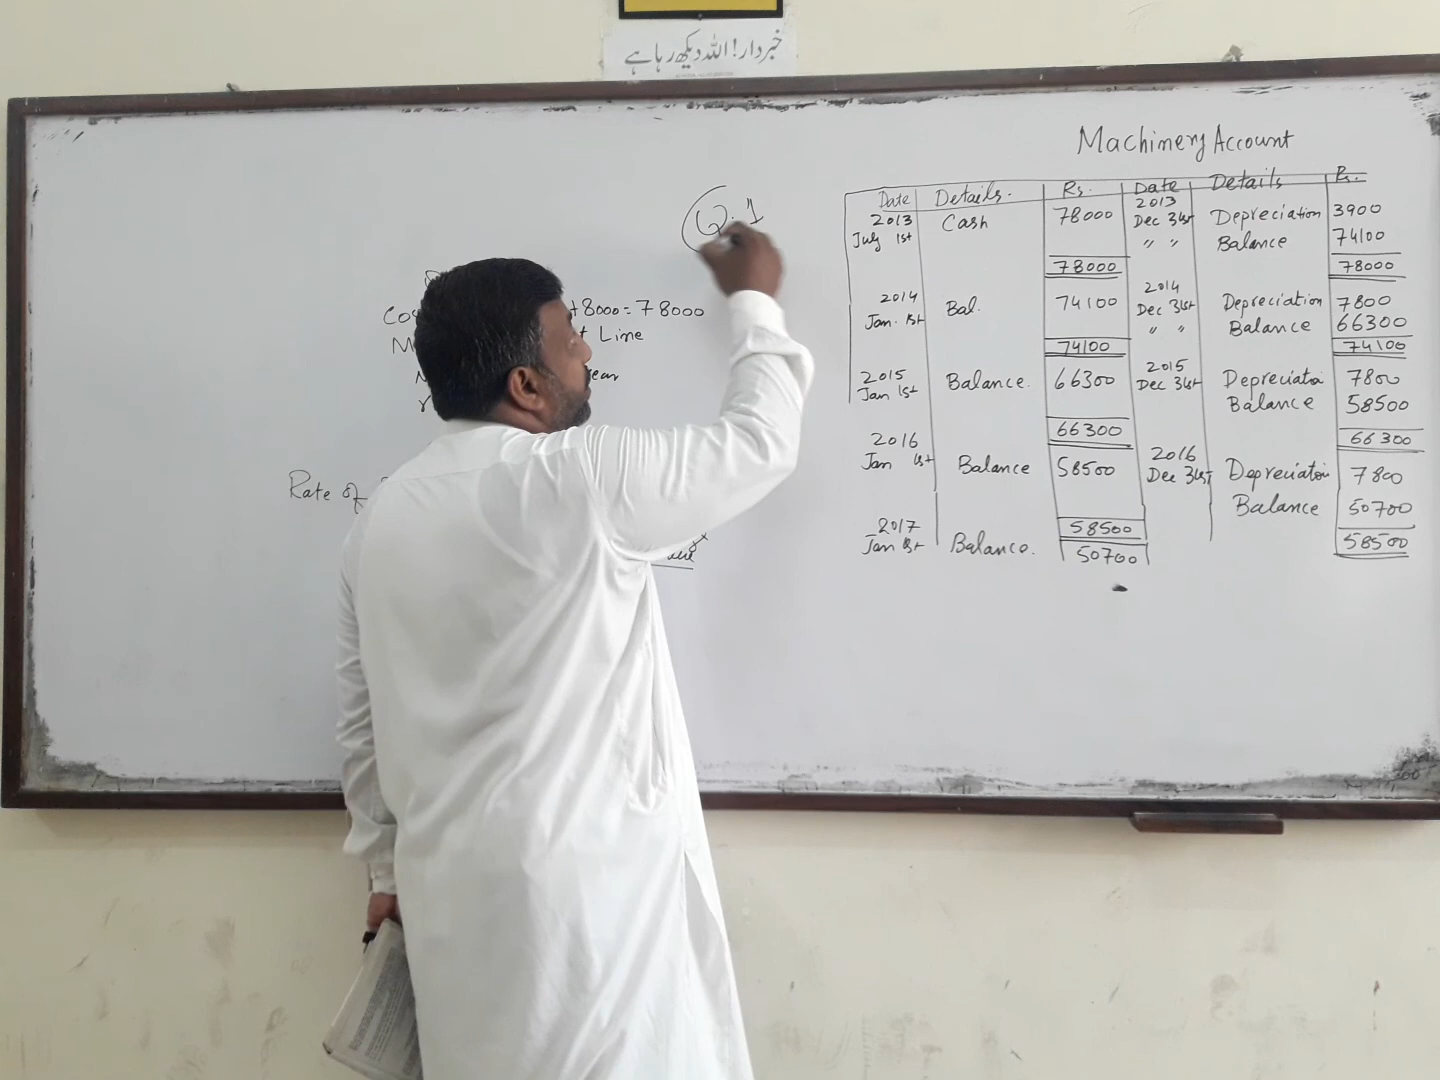 خبردار! اللہ دیکھ رہا ہے
Q.1
+8000=78000
Line
Rate of
Machinery Account
Date Details. Rs. Date Details Rs.
2013 Cash 78000 2013 Depreciation 3900
July 1st Dec 31st
" " Balance 74100
78000 78000
2014 Bal. 74100 2014 Depreciation 7800
Jan. 1st Dec 31st
" " Balance 66300
74100 74100
2015 Balance. 66300 2015 Depreciatio 7800
Jan 1st Dec 31st
Balance 58500
66300 66300
2016 Balance 58500 2016 Depreciation 7800
Jan 1st Dec 31st
Balance 50700
58500 58500
2017 Balance. 50700
Jan 1st